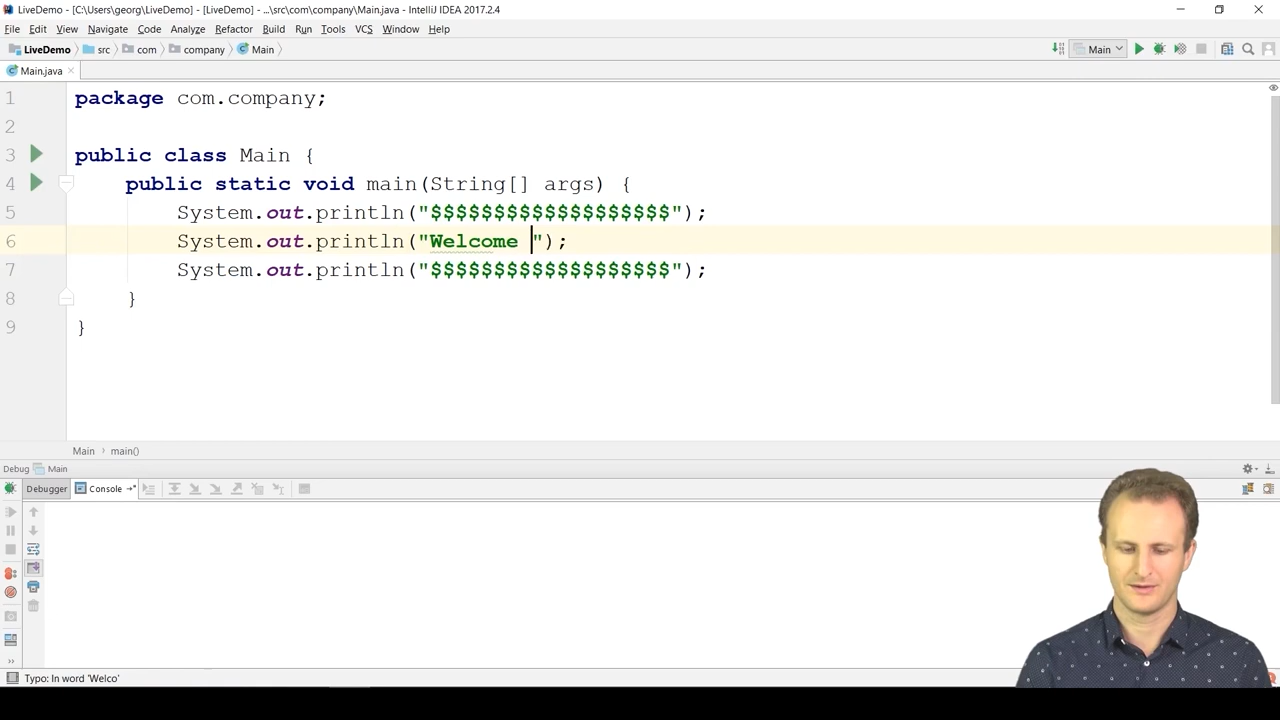 LiveDemo - [C:\Users\georg\LiveDemo] - [LiveDemo] - ...\src\com\company\Main.java - IntelliJ IDEA 2017.2.4
File Edit View Navigate Code Analyze Refactor Build Run Tools VCS Window Help
LiveDemo src com company Main Main
Main.java
1 package com.company;
2
3 public class Main {
4 public static void main(String[] args) {
5 System.out.println("$$$$$$$$$$$$$$$$$$$");
6 System.out.println("Welcome ");
7 System.out.println("$$$$$$$$$$$$$$$$$$$");
8 }
9 }
Main › main()
Debug Main
Debugger Console
Typo: In word 'Welco'